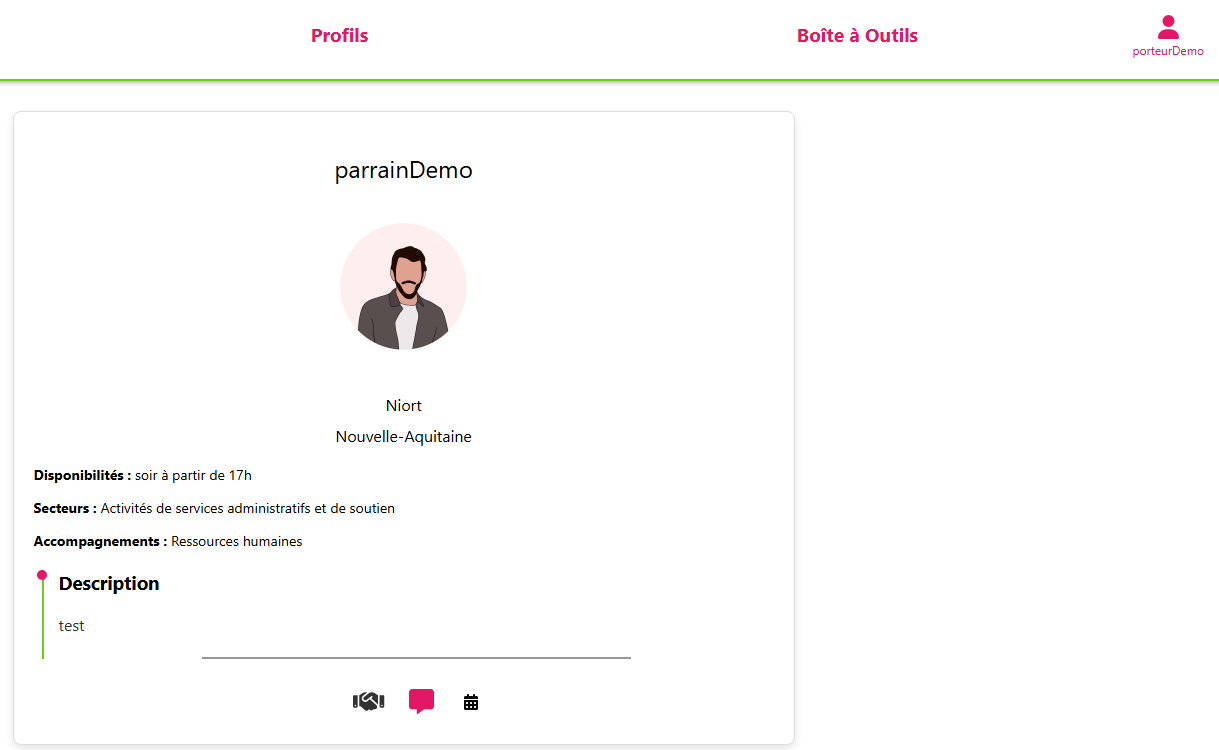 Profils
Boîte à Outils
porteurDemo
parrainDemo
Niort
Nouvelle-Aquitaine
Disponibilités : soir à partir de 17h
Secteurs : Activités de services administratifs et de soutien
Accompagnements : Ressources humaines
Description
test